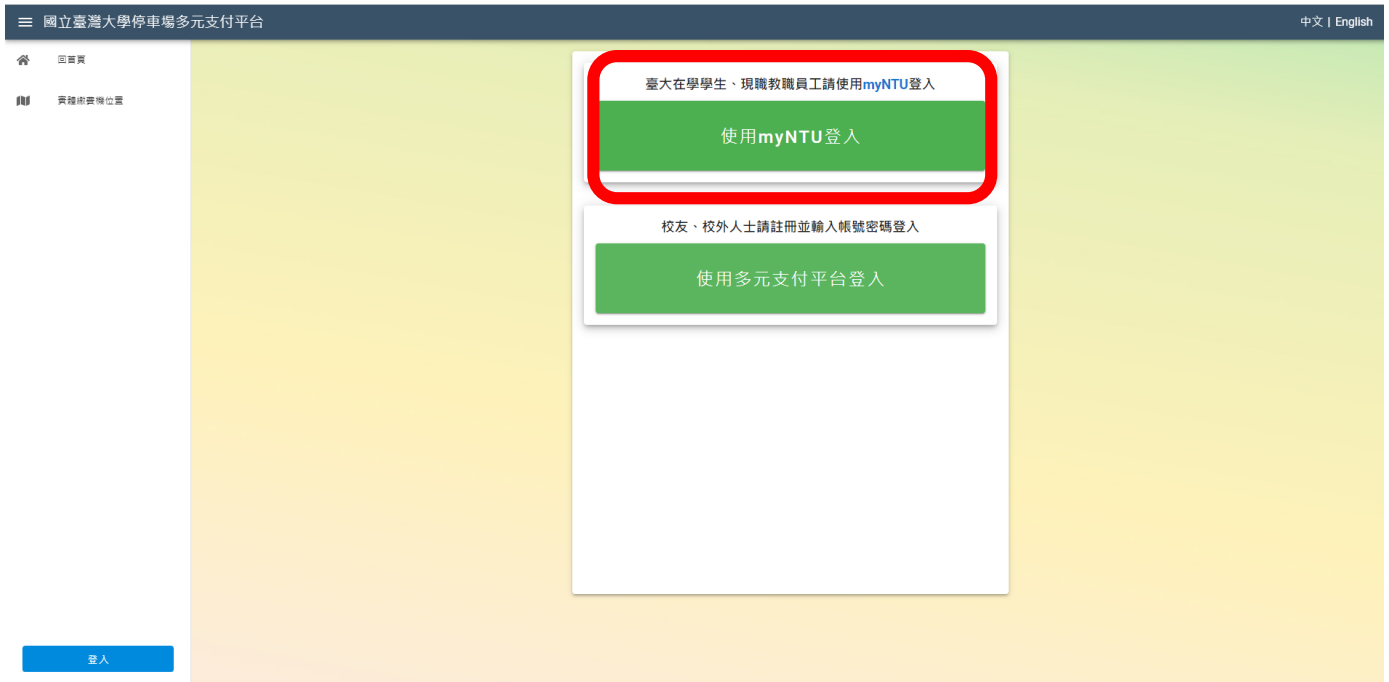 國立臺灣大學停車場多元支付平台
中文 | English
回首頁
實體繳費機位置
臺大在學學生、現職教職員工請使用myNTU登入
使用myNTU登入
校友、校外人士請註冊並輸入帳號密碼登入
使用多元支付平台登入
登入